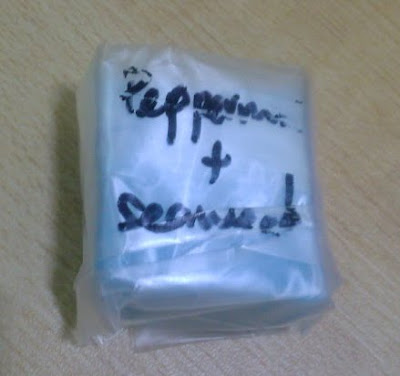 Peppermint
+
seaweed